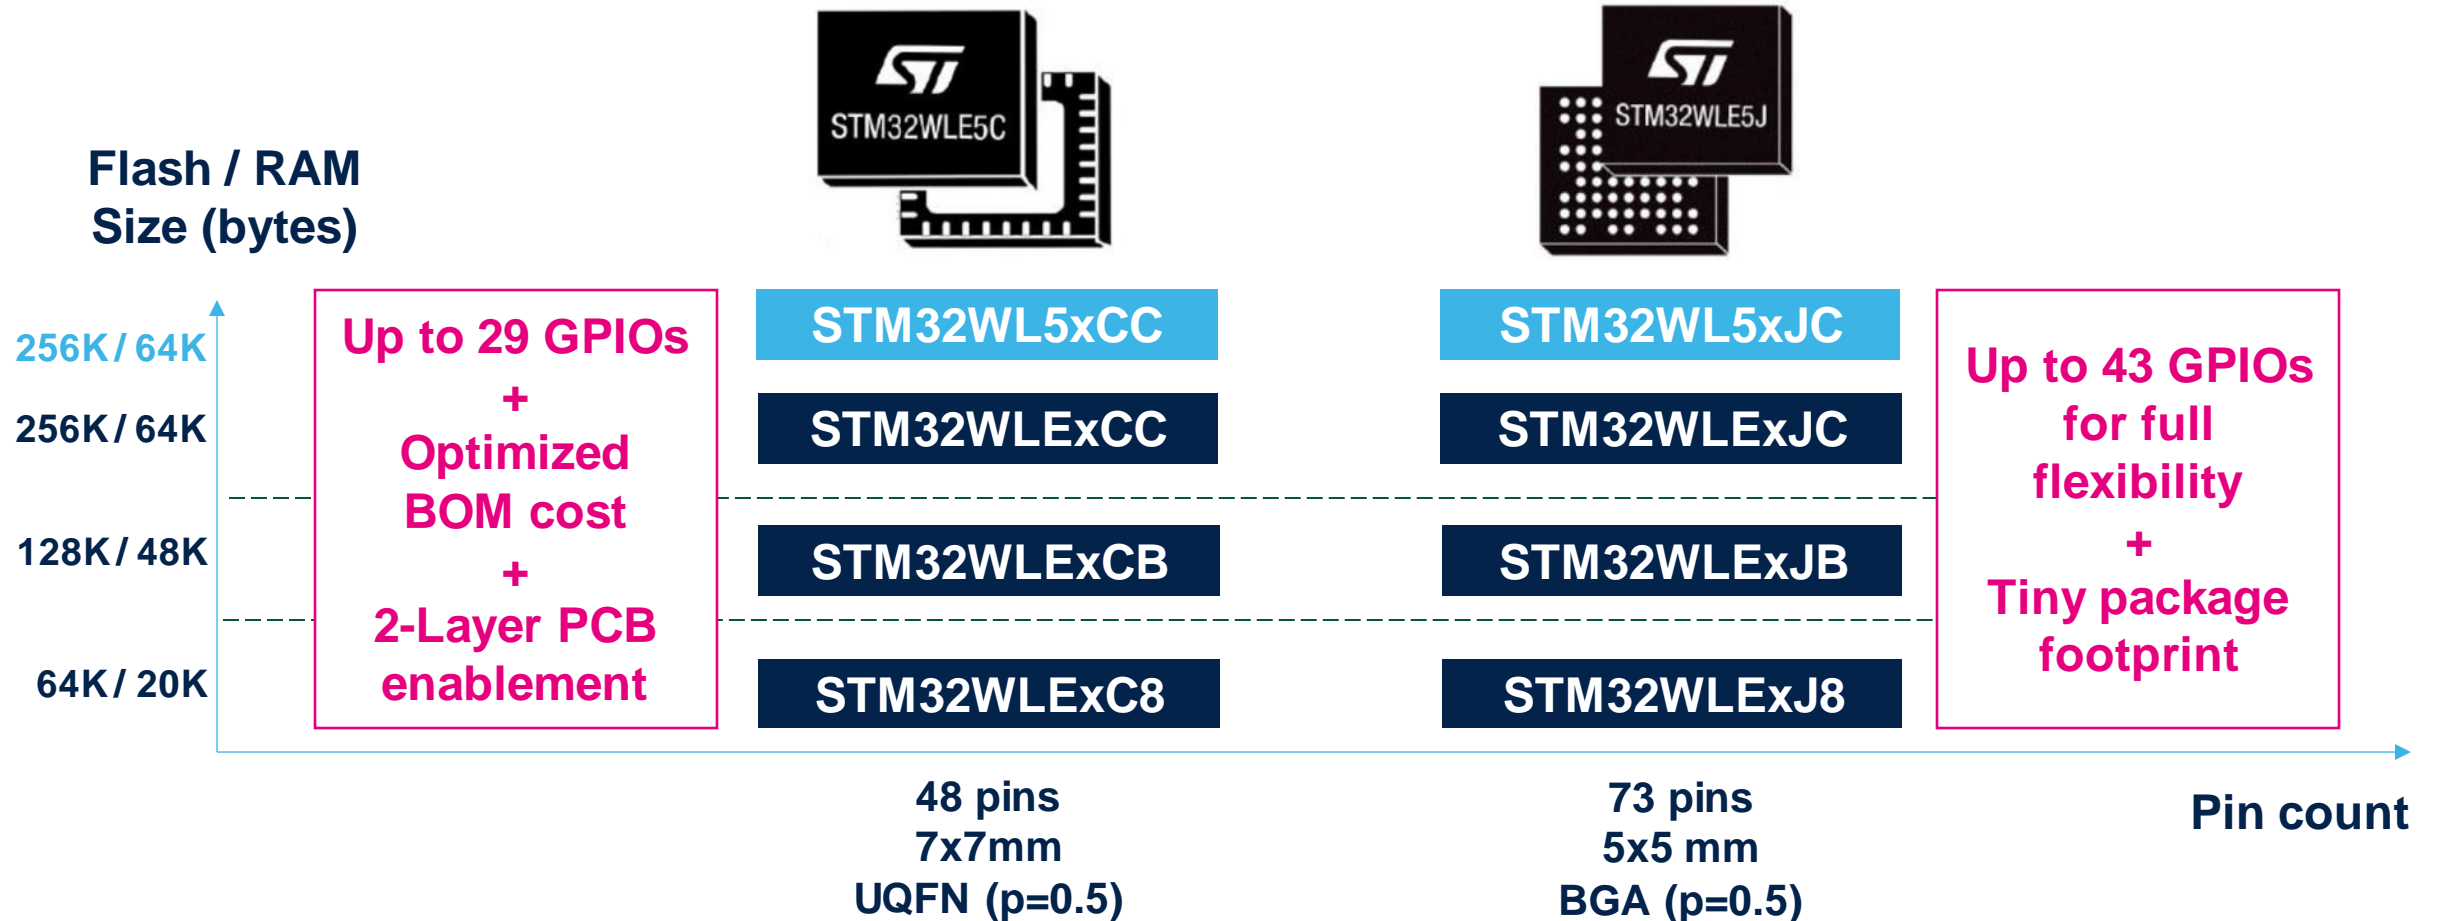 ST
STM32WLE5C
ST
STM32WLE5J
Flash / RAM
Size (bytes)
256K / 64K
256K / 64K
128K / 48K
64K / 20K
Up to 29 GPIOs
+
Optimized
BOM cost
+
2-Layer PCB
enablement
STM32WL5xCC
STM32WLExCC
STM32WLExCB
STM32WLExC8
STM32WL5xJC
STM32WLExJC
STM32WLExJB
STM32WLExJ8
Up to 43 GPIOs
for full
flexibility
+
Tiny package
footprint
48 pins
7x7mm
UQFN (p=0.5)
73 pins
5x5 mm
BGA (p=0.5)
Pin count